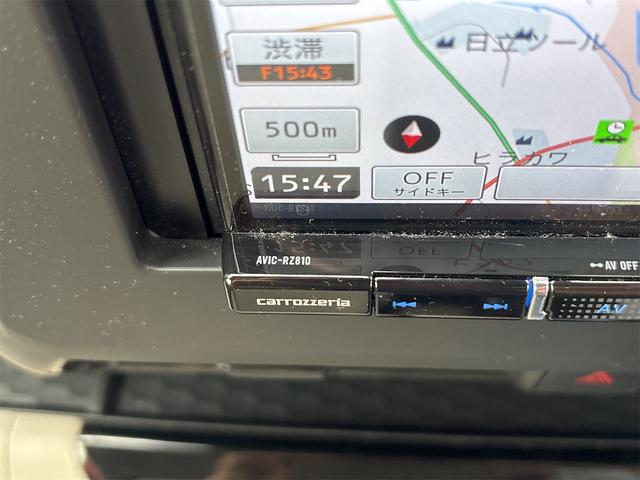 渋滞
F15:43
日立ツール
500m
ヒラカワ
15:47
OFF
サイドキー
AVIC-RZ810
AV OFF
carrozzeria
AV